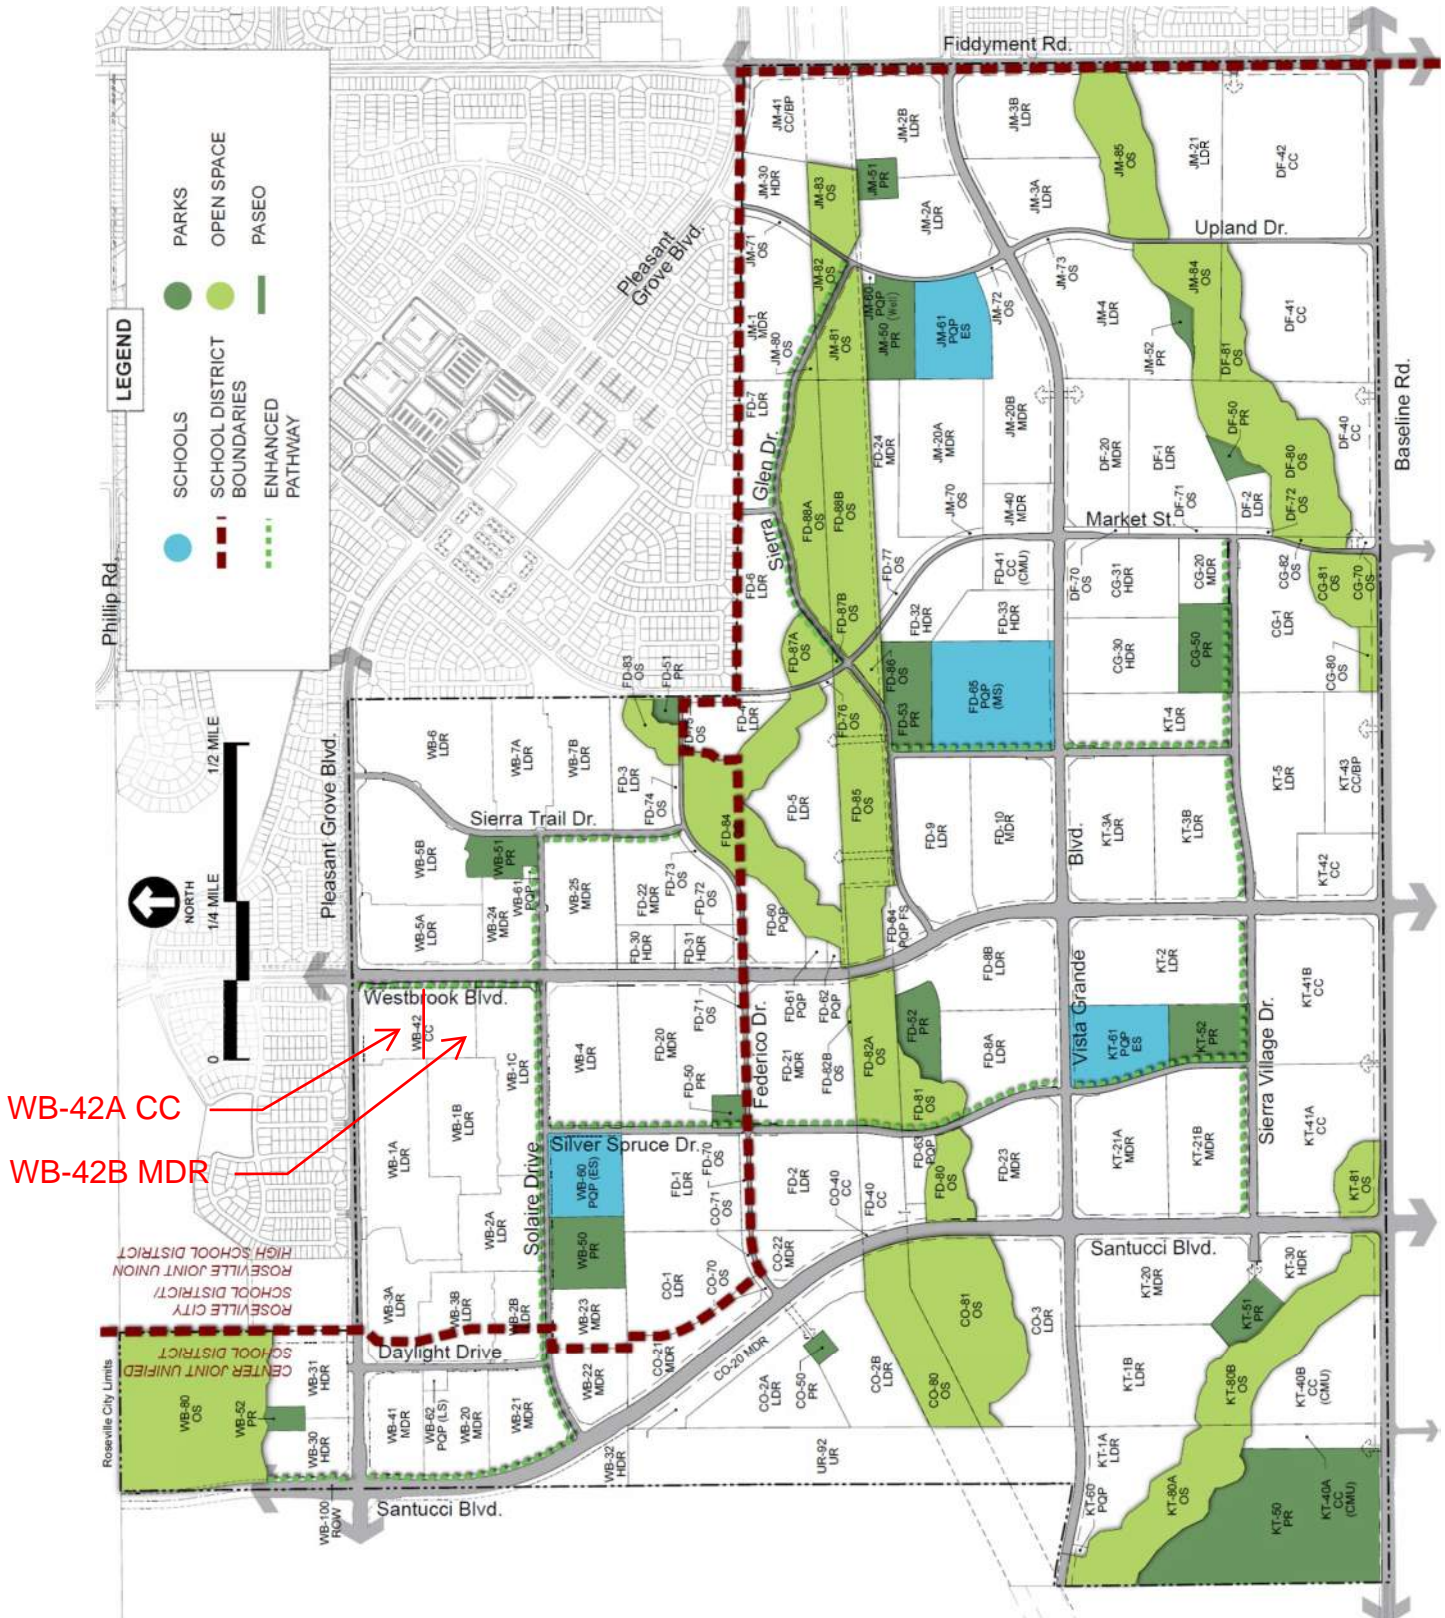 LEGEND
SCHOOLS
SCHOOL DISTRICT
BOUNDARIES
ENHANCED
PATHWAY
PARKS
OPEN SPACE
PASEO
NORTH
0
1/4 MILE
1/2 MILE
Fiddyment Rd.
Phillip Rd.
Pleasant Grove Blvd.
Pleasant
Grove Blvd.
Baseline Rd.
Upland Dr.
Market St.
Sierra
Glen Dr.
Sierra Trail Dr.
Westbrook Blvd.
Federico Dr.
Solaire Drive
Silver Spruce Dr.
Vista Grande
Blvd.
Sierra Village Dr.
Santucci Blvd.
Daylight Drive
Santucci Blvd.
Roseville City Limits
ROSEVILLE CITY
SCHOOL DISTRICT/
ROSEVILLE JOINT UNION
HIGH SCHOOL DISTRICT
CENTER JOINT UNIFIED
SCHOOL DISTRICT
WB-42A CC
WB-42B MDR
JM-41
CC/BP
JM-2B
LDR
JM-3B
LDR
JM-85
OS
JM-21
LDR
DF-42
CC
JM-30
HDR
JM-83
OS
JM-51
PR
JM-2A
LDR
JM-3A
LDR
JM-71
OS
JM-82
OS
JM-60
PQP
(Well)
JM-72
OS
JM-73
OS
JM-84
OS
DF-41
CC
JM-1
MDR
JM-80
OS
JM-81
OS
JM-50
PR
JM-61
PQP
ES
JM-4
LDR
JM-52
PR
DF-81
OS
FD-7
LDR
FD-24
MDR
JM-20A
MDR
JM-20B
MDR
DF-20
MDR
DF-1
LDR
DF-50
PR
DF-80
OS
DF-40
CC
FD-88A
OS
FD-88B
OS
JM-70
OS
JM-40
MDR
DF-71
OS
DF-2
LDR
DF-72
OS
FD-6
LDR
FD-77
OS
FD-41
CC
(CMU)
DF-70
OS
CG-31
HDR
CG-20
MDR
CG-82
OS
CG-81
OS
CG-70
OS
FD-87A
OS
FD-87B
OS
FD-32
HDR
FD-33
HDR
CG-30
HDR
CG-50
PR
CG-1
LDR
CG-80
OS
FD-83
OS
FD-51
PR
FD-86
OS
FD-53
PR
FD-65
PQP
(MS)
KT-4
LDR
FD-4
LDR
FD-75
OS
FD-76
OS
WB-6
LDR
WB-7A
LDR
WB-7B
LDR
FD-3
LDR
FD-74
OS
FD-84
FD-5
LDR
FD-85
OS
FD-9
LDR
FD-10
MDR
KT-3A
LDR
KT-3B
LDR
KT-5
LDR
KT-43
CC/BP
KT-42
CC
WB-5B
LDR
WB-51
PR
WB-61
PQP
WB-25
MDR
FD-22
MDR
FD-73
OS
FD-72
OS
WB-5A
LDR
WB-24
MDR
FD-30
HDR
FD-31
HDR
FD-60
PQP
FD-64
PQP FS
FD-61
PQP
FD-62
PQP
FD-8B
LDR
KT-2
LDR
KT-41B
CC
WB-42
CC
WB-1C
LDR
WB-4
LDR
FD-20
MDR
FD-71
OS
FD-21
MDR
FD-82B
OS
FD-82A
OS
FD-52
PR
FD-8A
LDR
KT-61
PQP
ES
KT-52
PR
WB-1A
LDR
WB-1B
LDR
FD-50
PR
FD-81
OS
KT-21A
MDR
KT-21B
MDR
KT-41A
CC
WB-2A
LDR
WB-60
PQP (ES)
FD-1
LDR
FD-70
OS
FD-2
LDR
CO-40
CC
FD-40
CC
FD-63
PQP
FD-80
OS
FD-23
MDR
KT-81
OS
WB-3A
LDR
WB-3B
LDR
WB-2B
LDR
WB-50
PR
WB-23
MDR
CO-1
LDR
CO-71
OS
CO-70
OS
CO-22
MDR
CO-81
OS
CO-3
LDR
KT-20
MDR
KT-30
HDR
KT-51
PR
WB-80
OS
WB-52
PR
WB-31
HDR
WB-30
HDR
WB-41
MDR
WB-62
PQP (LS)
WB-20
MDR
WB-21
MDR
WB-22
MDR
CO-21
MDR
CO-20 MDR
CO-2A
LDR
CO-50
PR
CO-2B
LDR
CO-80
OS
KT-1B
LDR
KT-80B
OS
KT-40B
CC
(CMU)
WB-100
ROW
WB-32
HDR
UR-92
UR
KT-1A
LDR
KT-60
PQP
KT-80A
OS
KT-50
PR
KT-40A
CC
(CMU)